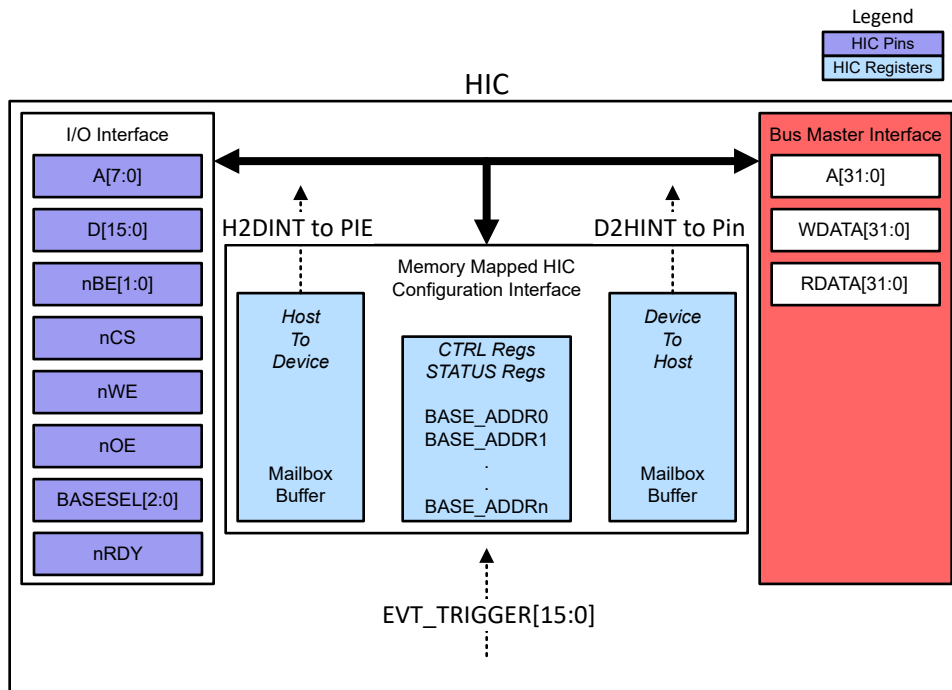 Legend
HIC Pins
HIC Registers
HIC
I/O Interface
A[7:0]
D[15:0]
nBE[1:0]
nCS
nWE
nOE
BASESEL[2:0]
nRDY
H2DINT to PIE
D2HINT to Pin
Memory Mapped HIC
Configuration Interface
Host
To
Device
Mailbox
Buffer
CTRL Regs
STATUS Regs
BASE_ADDR0
BASE_ADDR1
.
.
BASE_ADDRn
Device
To
Host
Mailbox
Buffer
EVT_TRIGGER[15:0]
Bus Master Interface
A[31:0]
WDATA[31:0]
RDATA[31:0]